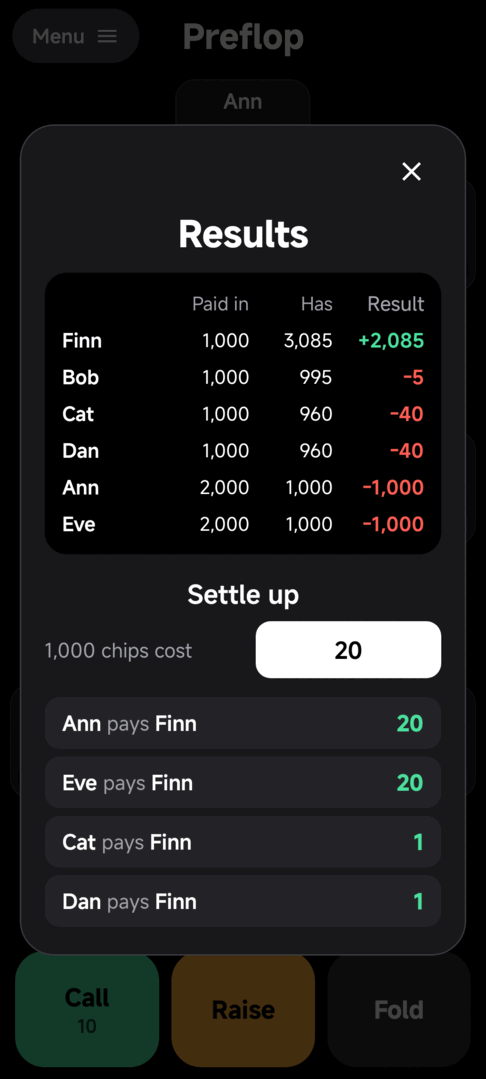 Menu Preflop
Ann
Results
Paid in Has Result
Finn 1,000 3,085 +2,085
Bob 1,000 995 -5
Cat 1,000 960 -40
Dan 1,000 960 -40
Ann 2,000 1,000 -1,000
Eve 2,000 1,000 -1,000
Settle up
1,000 chips cost 20
Ann pays Finn 20
Eve pays Finn 20
Cat pays Finn 1
Dan pays Finn 1
Call Raise Fold
10